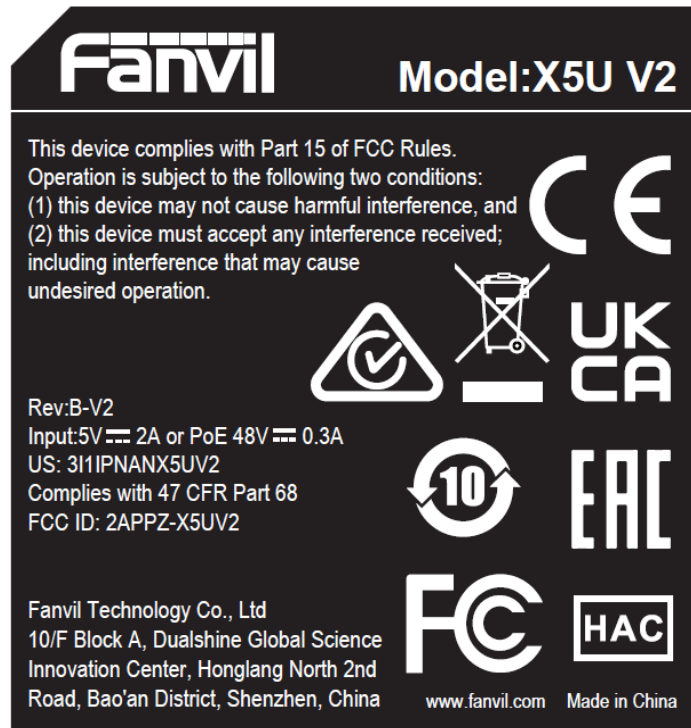 Fanvil
Model:X5U V2
This device complies with Part 15 of FCC Rules.
Operation is subject to the following two conditions:
(1) this device may not cause harmful interference, and
(2) this device must accept any interference received;
including interference that may cause
undesired operation.
CE
UK
CA
Rev:B-V2
Input:5V ⎓ 2A or PoE 48V ⎓ 0.3A
US: 3I1IPNANX5UV2
Complies with 47 CFR Part 68
FCC ID: 2APPZ-X5UV2
10
EAC
Fanvil Technology Co., Ltd
10/F Block A, Dualshine Global Science
Innovation Center, Honglang North 2nd
Road, Bao'an District, Shenzhen, China
FC
HAC
www.fanvil.com
Made in China